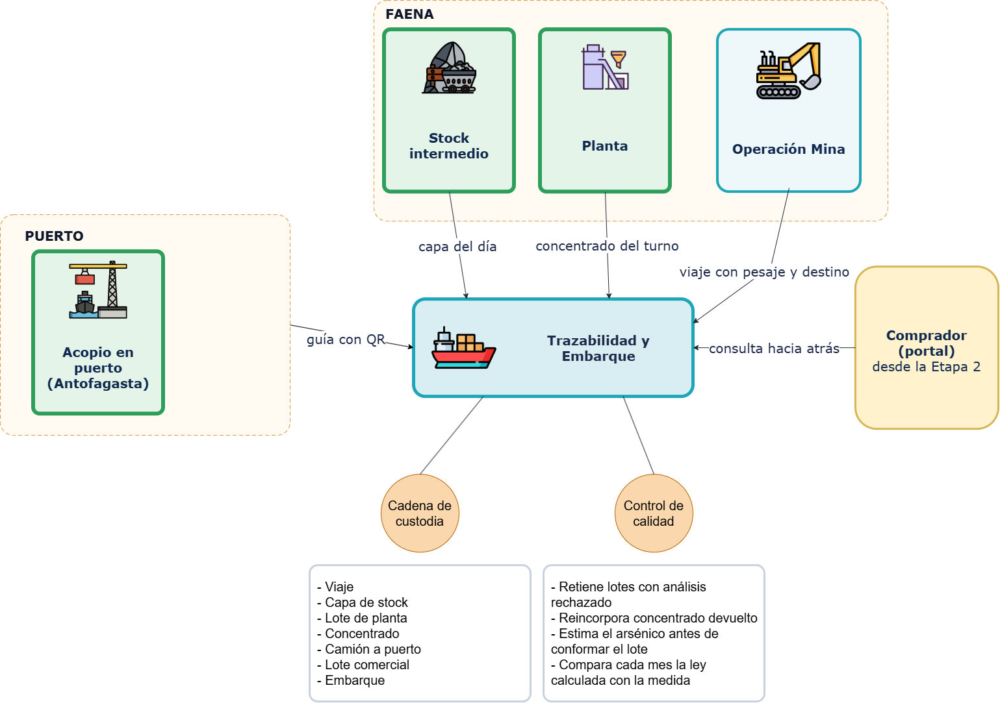 FAENA
Stock
intermedio
Planta
Operación Mina
PUERTO
capa del día
concentrado del turno
viaje con pesaje y destino
Acopio en
puerto
(Antofagasta)
guía con QR
Trazabilidad y
Embarque
consulta hacia atrás
Comprador
(portal)
desde la Etapa 2
Cadena de
custodia
Control de
calidad
- Viaje
- Capa de stock
- Lote de planta
- Concentrado
- Camión a puerto
- Lote comercial
- Embarque
- Retiene lotes con análisis
rechazado
- Reincorpora concentrado devuelto
- Estima el arsénico antes de
conformar el lote
- Compara cada mes la ley
calculada con la medida